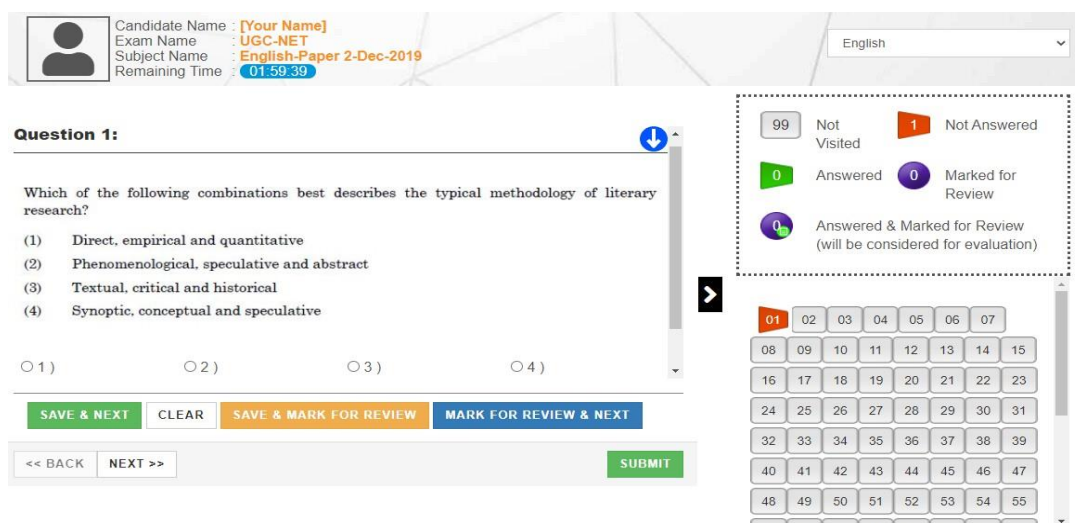 Candidate Name : [Your Name]
Exam Name : UGC-NET
Subject Name : English-Paper 2-Dec-2019
Remaining Time : 01:59:39
English
Question 1:
Which of the following combinations best describes the typical methodology of literary
research?
(1) Direct, empirical and quantitative
(2) Phenomenological, speculative and abstract
(3) Textual, critical and historical
(4) Synoptic, conceptual and speculative
1 ) 2 ) 3 ) 4 )
SAVE & NEXT CLEAR SAVE & MARK FOR REVIEW MARK FOR REVIEW & NEXT
<< BACK NEXT >> SUBMIT
99 Not Visited 1 Not Answered
0 Answered 0 Marked for Review
0 Answered & Marked for Review
(will be considered for evaluation)
01 02 03 04 05 06 07
08 09 10 11 12 13 14 15
16 17 18 19 20 21 22 23
24 25 26 27 28 29 30 31
32 33 34 35 36 37 38 39
40 41 42 43 44 45 46 47
48 49 50 51 52 53 54 55